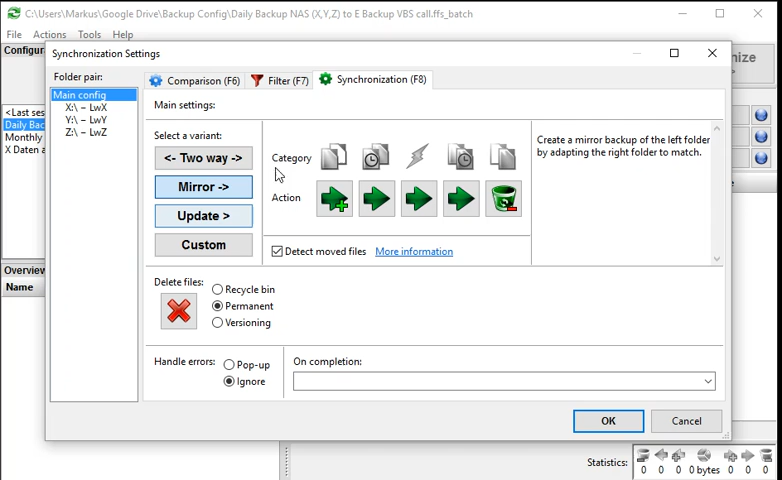 C:\Users\Markus\Google Drive\Backup Config\Daily Backup NAS (X,Y,Z) to E Backup VBS call.ffs_batch
File Actions Tools Help
Synchronization Settings
Configur
Folder pair:
Main config
X:\ – LwX
Y:\ – LwY
Z:\ – LwZ
<Last ses
Daily Bac
Monthly
X Daten a
Overview
Name
Comparison (F6)
Filter (F7)
Synchronization (F8)
Main settings:
Select a variant:
<- Two way ->
Mirror ->
Update >
Custom
Category
Action
Detect moved files
More information
Create a mirror backup of the left folder
by adapting the right folder to match.
Delete files:
Recycle bin
Permanent
Versioning
Handle errors:
Pop-up
Ignore
On completion:
OK
Cancel
nize
Statistics:
0 0 0 0 bytes 0 0 0